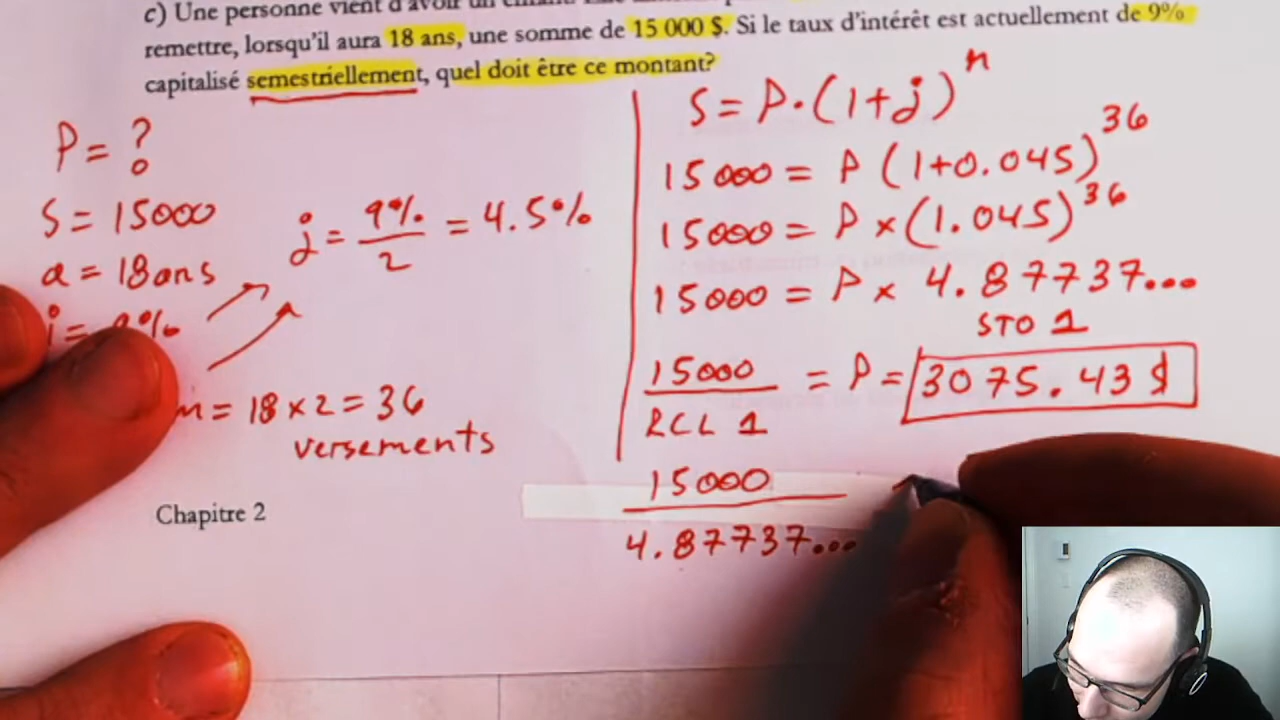 c) Une personne vient d'avoir un
remettre, lorsqu'il aura 18 ans, une somme de 15 000 $. Si le taux d'intérêt est actuellement de 9%
capitalisé semestriellement, quel doit être ce montant?
P = ?
S = 15000
a = 18 ans
i = 9%
j = 9%/2 = 4.5%
n = 18 × 2 = 36
versements
Chapitre 2
S = P · (1+j)^n
15000 = P (1+0.045)^36
15000 = P × (1.045)^36
15000 = P × 4.87737...
STO 1
15000 = P = 3075.43 $
RCL 1
15000
4.87737...